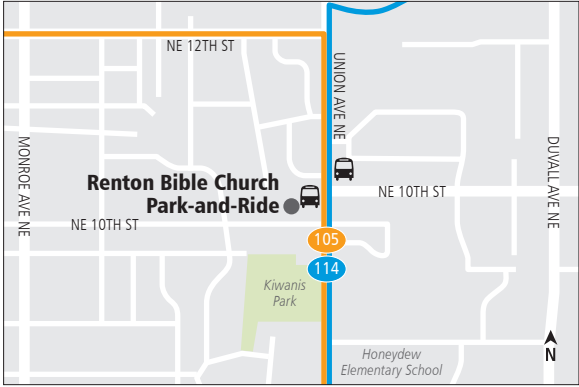 NE 12TH ST
UNION AVE NE
MONROE AVE NE
DUVALL AVE NE
Renton Bible Church
Park-and-Ride
NE 10TH ST
NE 10TH ST
105
114
Kiwanis
Park
N
Honeydew
Elementary School